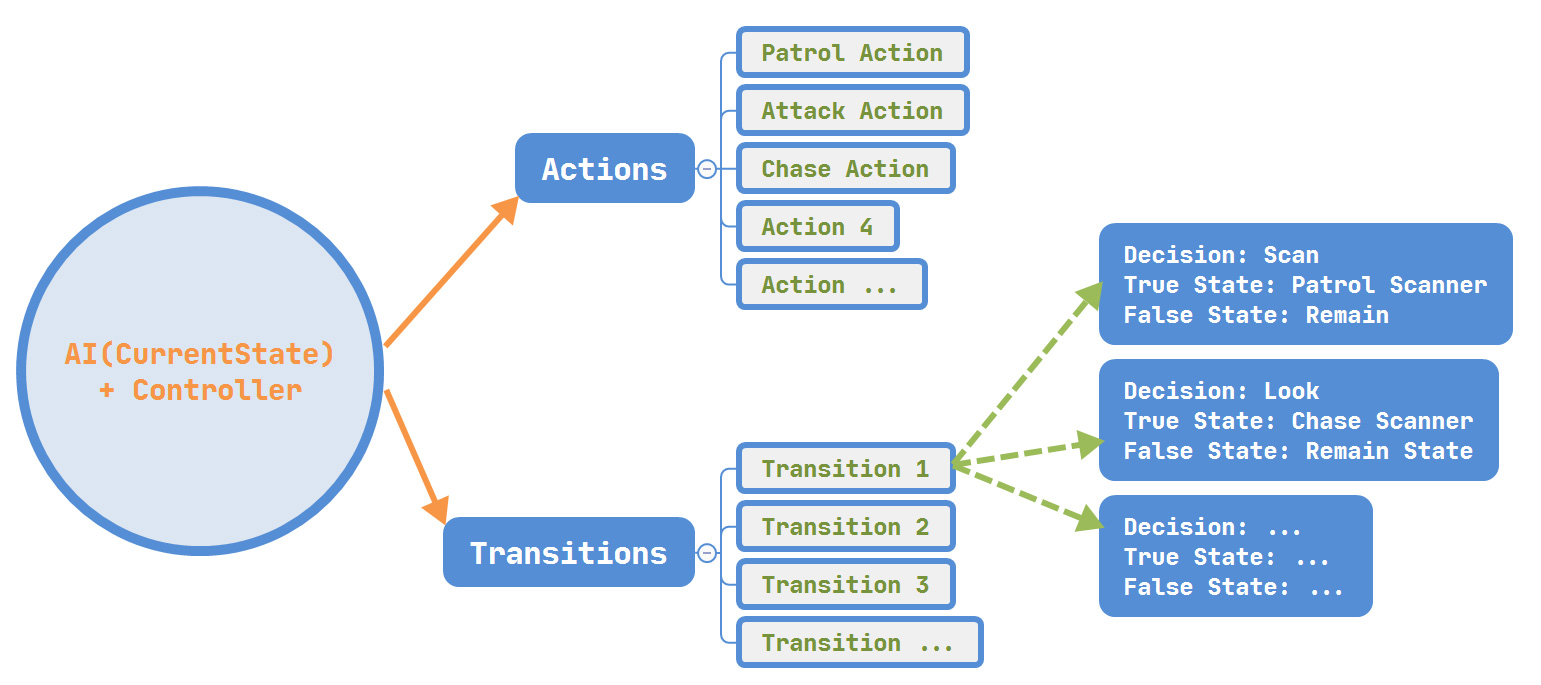 AI(CurrentState)
+ Controller
Actions
Patrol Action
Attack Action
Chase Action
Action 4
Action ...
Transitions
Transition 1
Transition 2
Transition 3
Transition ...
Decision: Scan
True State: Patrol Scanner
False State: Remain
Decision: Look
True State: Chase Scanner
False State: Remain State
Decision: ...
True State: ...
False State: ...